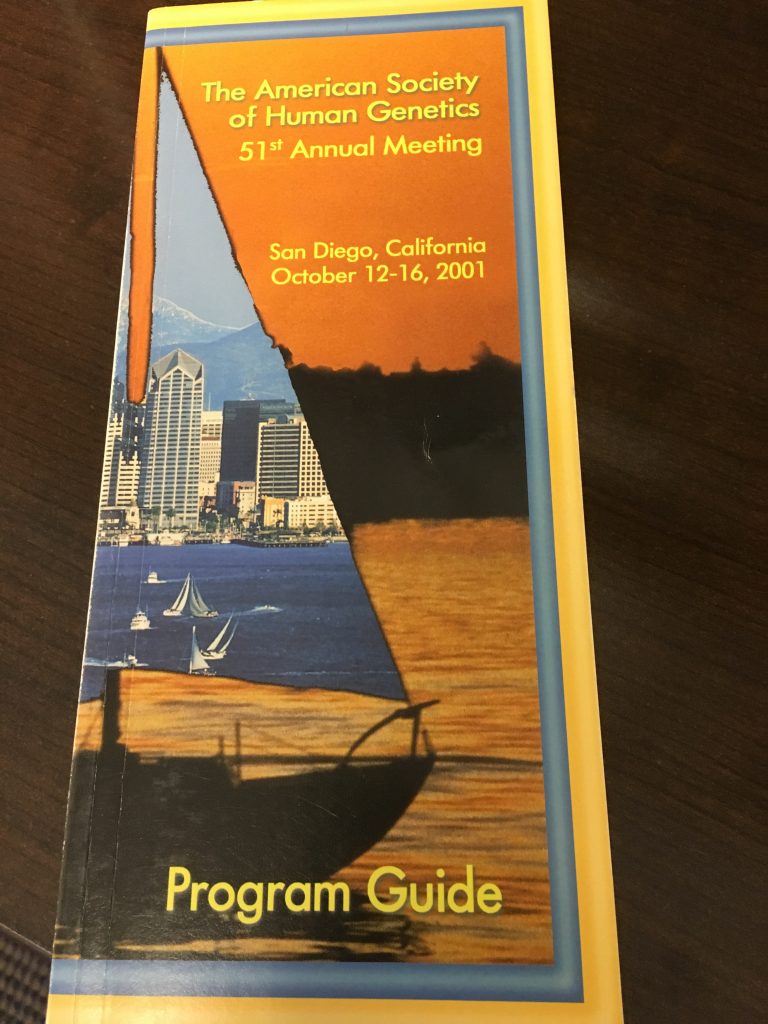 The American Society
of Human Genetics
51st Annual Meeting
San Diego, California
October 12-16, 2001
Program Guide